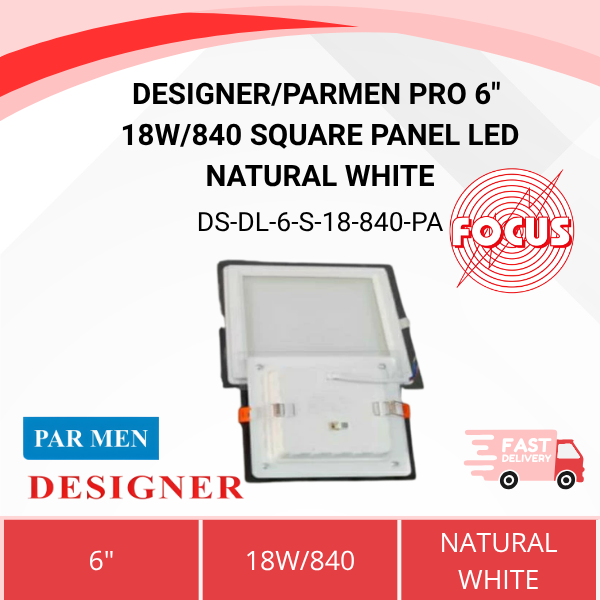 DESIGNER/PARMEN PRO 6"
18W/840 SQUARE PANEL LED
NATURAL WHITE
DS-DL-6-S-18-840-PA
FOCUS
PAR MEN
DESIGNER
FAST
DELIVERY
6"
18W/840
NATURAL
WHITE